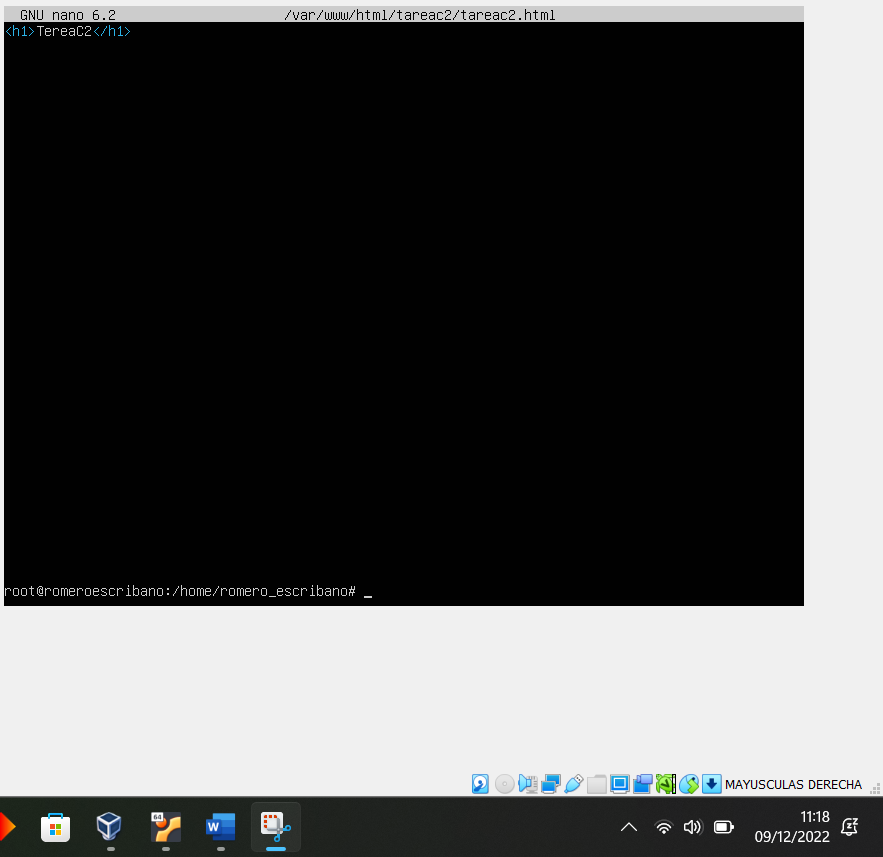 GNU nano 6.2 /var/www/html/tareac2/tareac2.html
<h1>TereaC2</h1>
root@romeroescribano:/home/romero_escribano# _
MAYUSCULAS DERECHA
64
W
11:18
09/12/2022